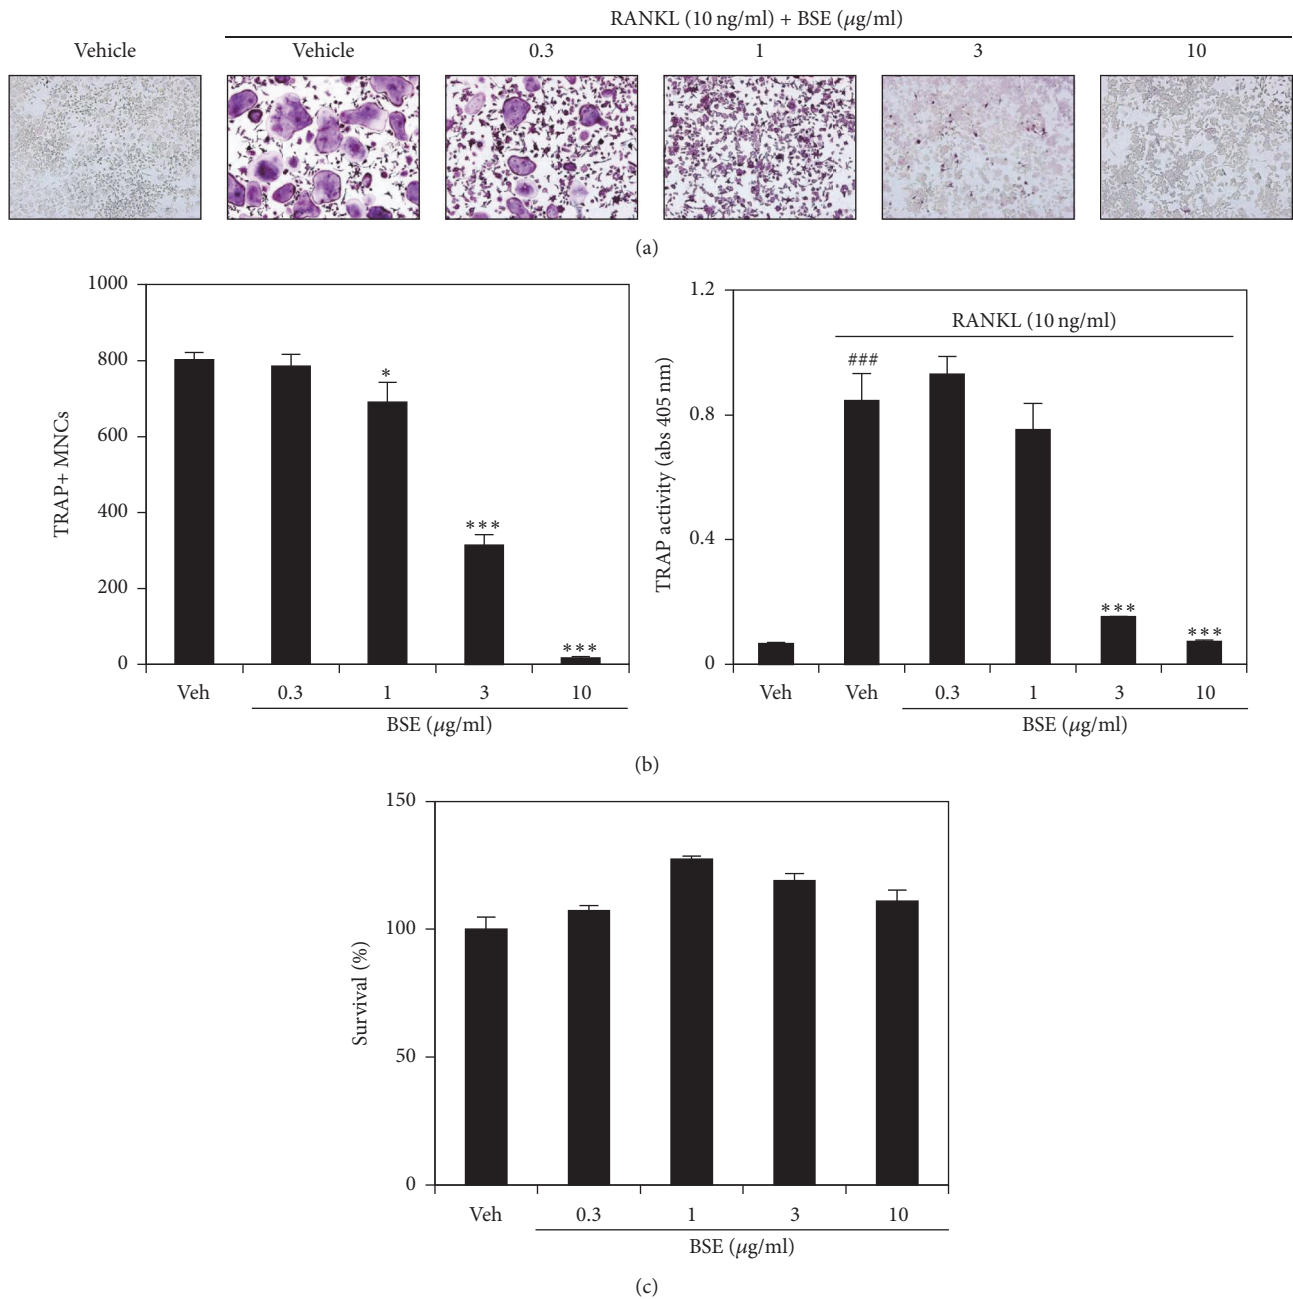 RANKL (10 ng/ml) + BSE (μg/ml)
Vehicle Vehicle 0.3 1 3 10
(a)
1000
800
600
400
200
0
TRAP+ MNCs
*
***
***
Veh 0.3 1 3 10
BSE (μg/ml)
1.2
0.8
0.4
0
TRAP activity (abs 405 nm)
RANKL (10 ng/ml)
###
***
***
Veh Veh 0.3 1 3 10
BSE (μg/ml)
(b)
150
100
50
0
Survival (%)
Veh 0.3 1 3 10
BSE (μg/ml)
(c)